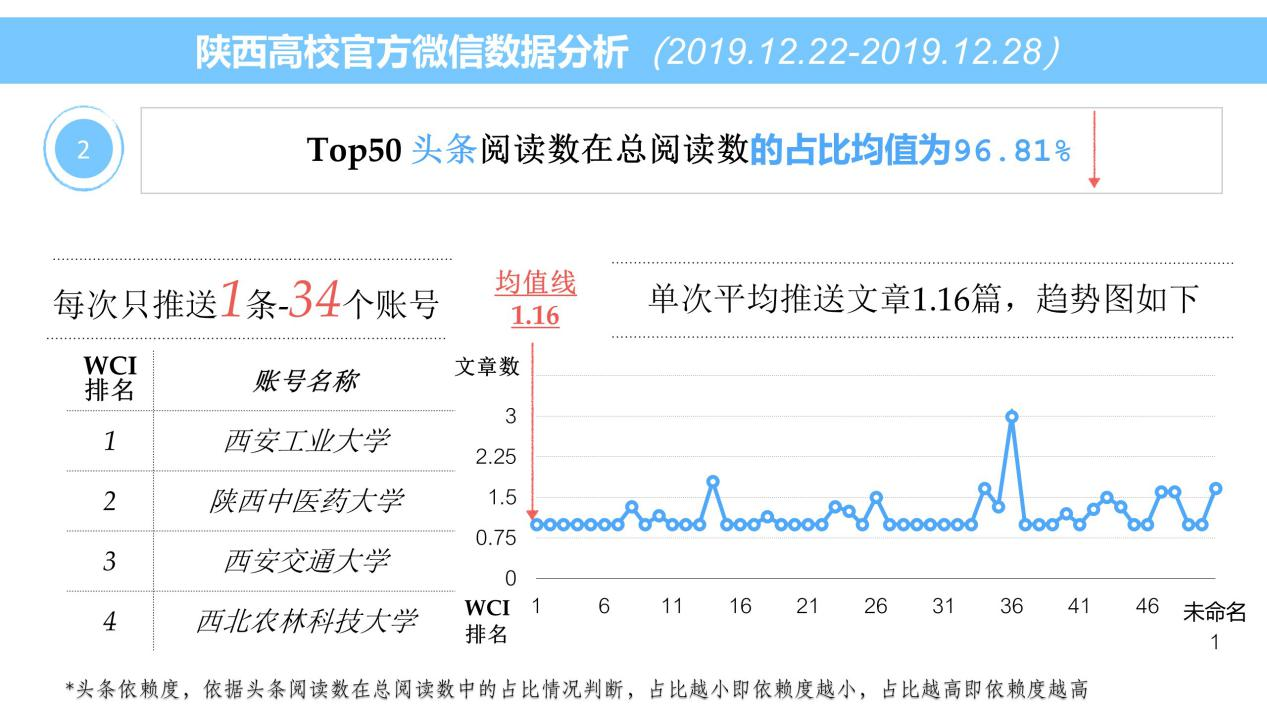 陕西高校官方微信数据分析（2019.12.22-2019.12.28）
2
Top50 头条阅读数在总阅读数的占比均值为96.81%
每次只推送1条-34个账号
均值线
1.16
单次平均推送文章1.16篇，趋势图如下
WCI
排名
账号名称
1 西安工业大学
2 陕西中医药大学
3 西安交通大学
4 西北农林科技大学
文章数
3
2.25
1.5
0.75
0
WCI
排名
1 6 11 16 21 26 31 36 41 46 未命名
1
*头条依赖度，依据头条阅读数在总阅读数中的占比情况判断，占比越小即依赖度越小，占比越高即依赖度越高